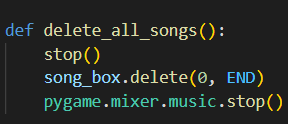 def delete_all_songs():
    stop()
    song_box.delete(0, END)
    pygame.mixer.music.stop()